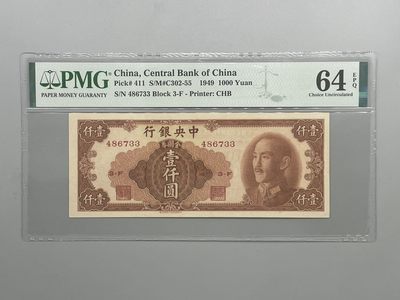 PMG
PAPER MONEY GUARANTY
China, Central Bank of China
Pick# 411 S/M#C302-55 1949 1000 Yuan
S/N 486733 Block 3-F - Printer: CHB
64 EPQ
Choice Uncirculated
仟壹
行銀央中
壹仟
486733
486733
3-F
壹仟圓
3-F
仟壹
壹仟